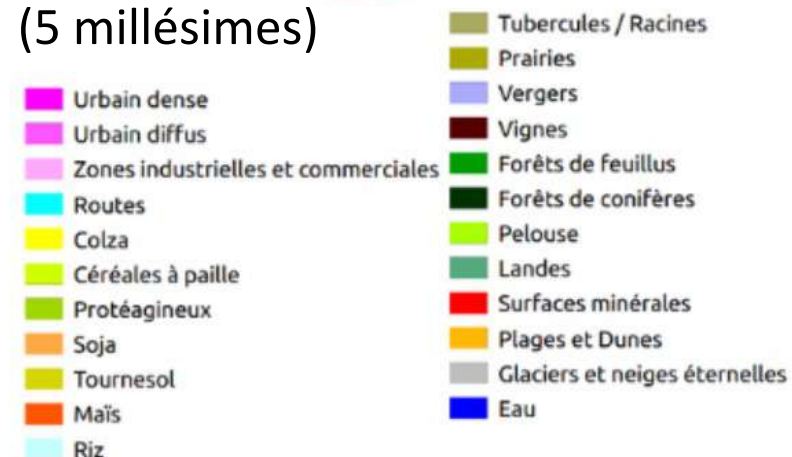 (5 millésimes)
Urbain dense
Urbain diffus
Zones industrielles et commerciales
Routes
Colza
Céréales à paille
Protéagineux
Soja
Tournesol
Maïs
Riz
Tubercules / Racines
Prairies
Vergers
Vignes
Forêts de feuillus
Forêts de conifères
Pelouse
Landes
Surfaces minérales
Plages et Dunes
Glaciers et neiges éternelles
Eau